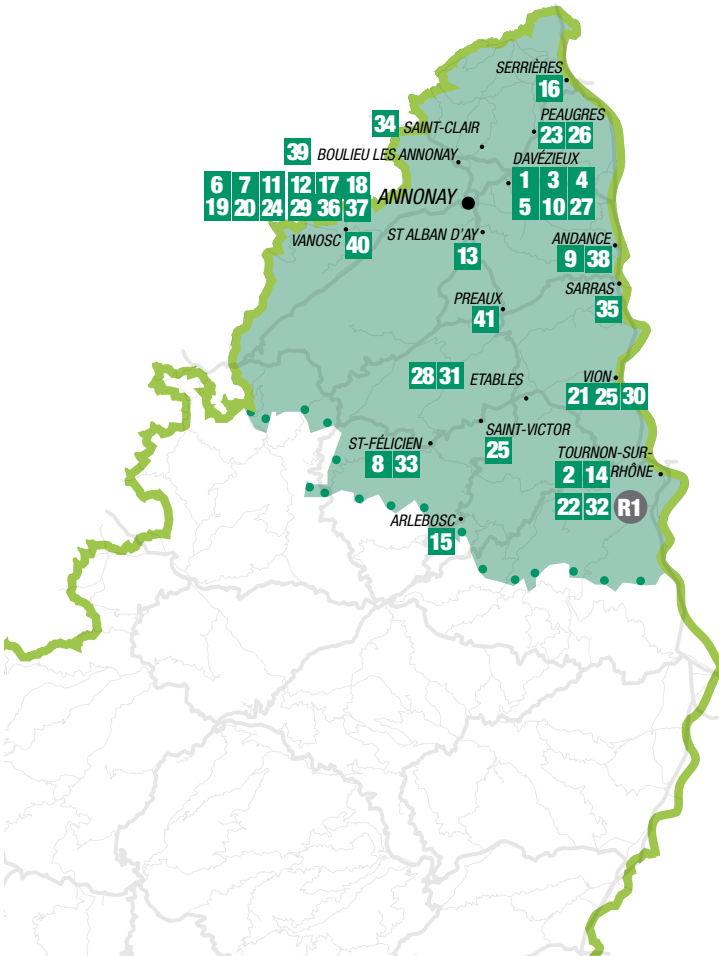 SERRIÈRES
16
PEAUGRES
23 26
34 SAINT-CLAIR
39 BOULIEU LES ANNONAY
DAVÉZIEUX
1 3 4
5 10 27
6 7 11 12 17 18
19 20 24 29 36 37
ANNONAY
VANOSC 40
ST ALBAN D'AY
13
ANDANCE
9 38
SARRAS
35
PREAUX
41
28 31 ETABLES
VION
21 25 30
SAINT-VICTOR
25
ST-FÉLICIEN
8 33
TOURNON-SUR-
2 14 RHÔNE
22 32 R1
ARLEBOSC
15